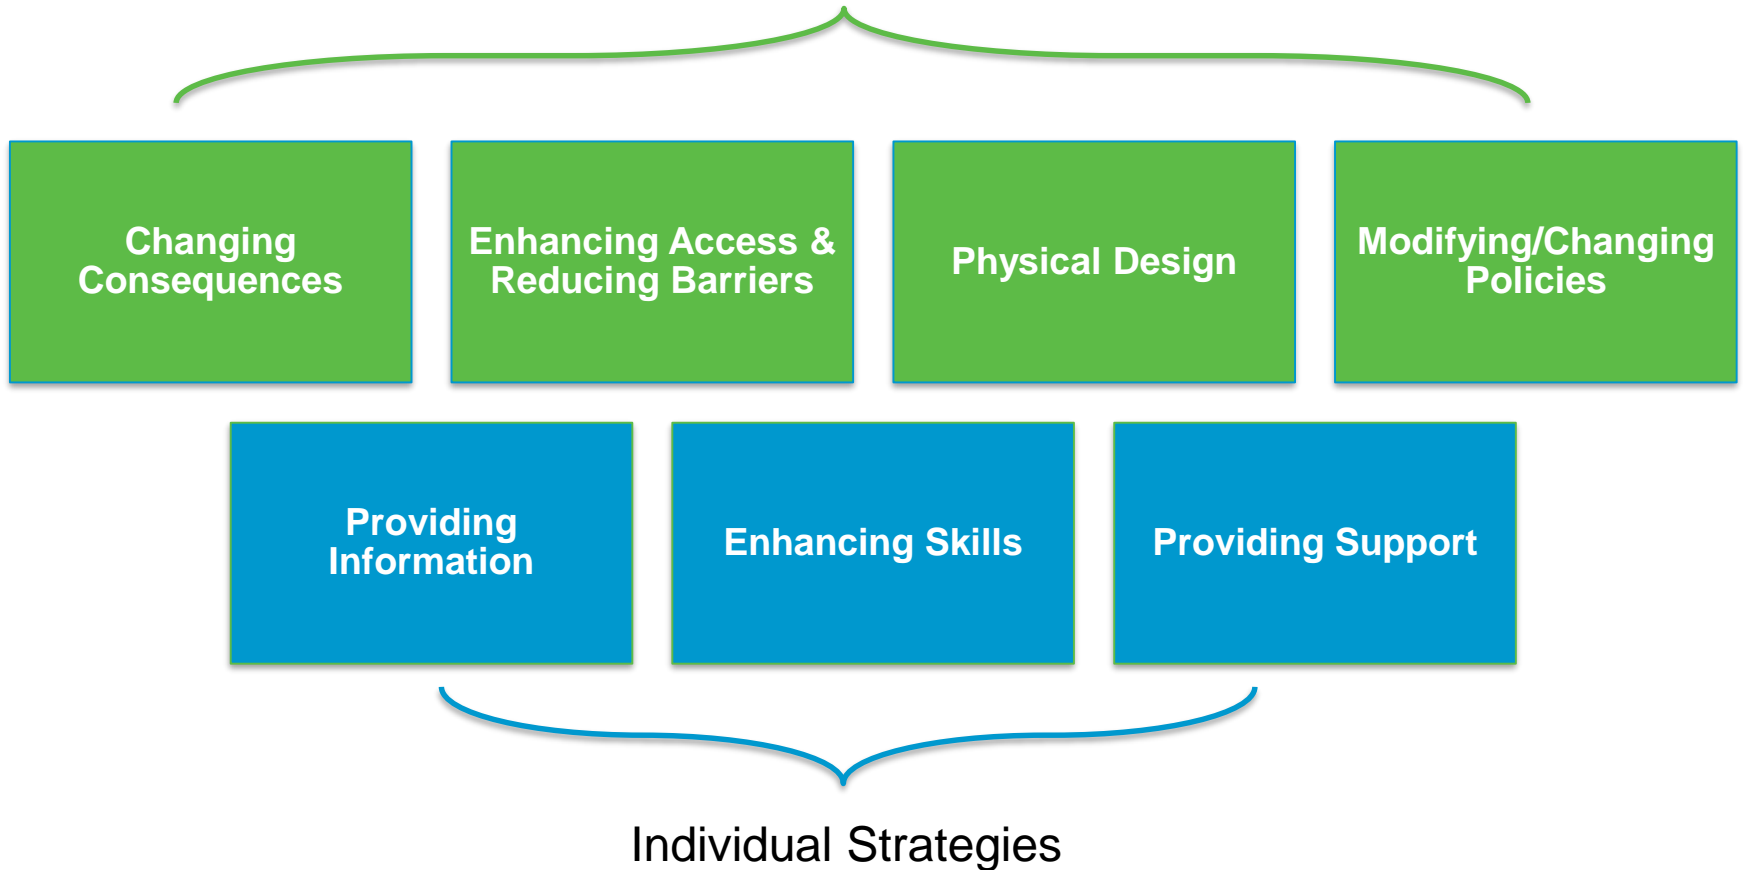 Changing
Consequences
Enhancing Access &
Reducing Barriers
Physical Design
Modifying/Changing
Policies
Providing
Information
Enhancing Skills
Providing Support
Individual Strategies